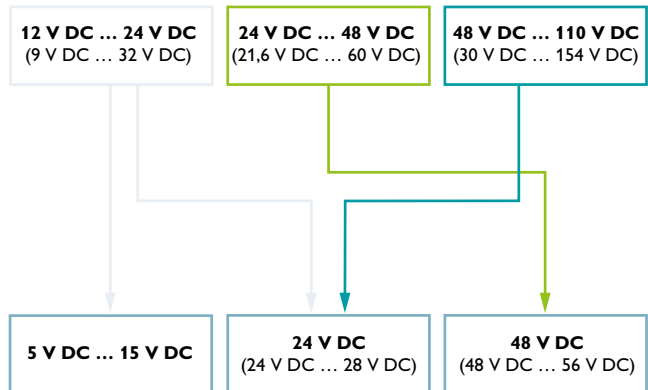 12 V DC … 24 V DC
(9 V DC … 32 V DC)
24 V DC … 48 V DC
(21,6 V DC … 60 V DC)
48 V DC … 110 V DC
(30 V DC … 154 V DC)
5 V DC … 15 V DC
24 V DC
(24 V DC … 28 V DC)
48 V DC
(48 V DC … 56 V DC)